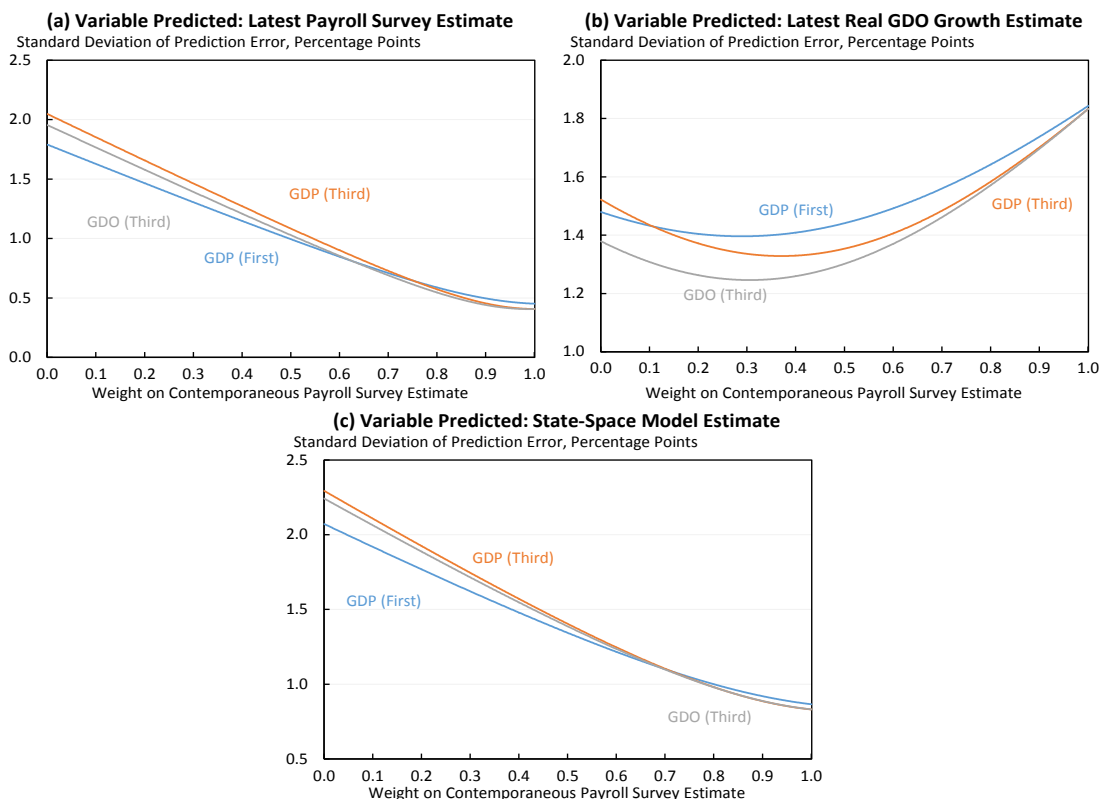 (a) Variable Predicted: Latest Payroll Survey Estimate
Standard Deviation of Prediction Error, Percentage Points
2.5
2.0
1.5
1.0
0.5
0.0
GDP (Third)
GDO (Third)
GDP (First)
0.0 0.1 0.2 0.3 0.4 0.5 0.6 0.7 0.8 0.9 1.0
Weight on Contemporaneous Payroll Survey Estimate
(b) Variable Predicted: Latest Real GDO Growth Estimate
Standard Deviation of Prediction Error, Percentage Points
2.0
1.8
1.6
1.4
1.2
1.0
GDP (First)
GDP (Third)
GDO (Third)
0.0 0.1 0.2 0.3 0.4 0.5 0.6 0.7 0.8 0.9 1.0
Weight on Contemporaneous Payroll Survey Estimate
(c) Variable Predicted: State-Space Model Estimate
Standard Deviation of Prediction Error, Percentage Points
2.5
2.0
1.5
1.0
0.5
GDP (Third)
GDP (First)
GDO (Third)
0.0 0.1 0.2 0.3 0.4 0.5 0.6 0.7 0.8 0.9 1.0
Weight on Contemporaneous Payroll Survey Estimate